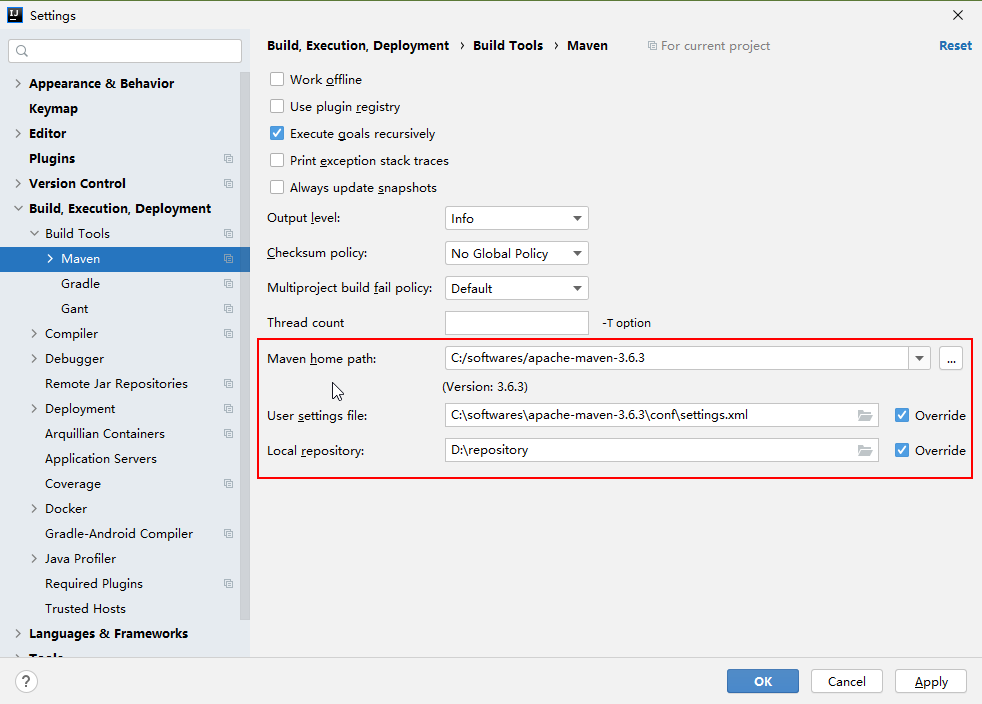 Settings
Build, Execution, Deployment › Build Tools › Maven For current project Reset
Appearance & Behavior
Keymap
Editor
Plugins
Version Control
Build, Execution, Deployment
Build Tools
Maven
Gradle
Gant
Compiler
Debugger
Remote Jar Repositories
Deployment
Arquillian Containers
Application Servers
Coverage
Docker
Gradle-Android Compiler
Java Profiler
Required Plugins
Trusted Hosts
Languages & Frameworks
Tools
Work offline
Use plugin registry
Execute goals recursively
Print exception stack traces
Always update snapshots
Output level: Info
Checksum policy: No Global Policy
Multiproject build fail policy: Default
Thread count -T option
Maven home path: C:/softwares/apache-maven-3.6.3 ...
(Version: 3.6.3)
User settings file: C:\softwares\apache-maven-3.6.3\conf\settings.xml Override
Local repository: D:\repository Override
? OK Cancel Apply